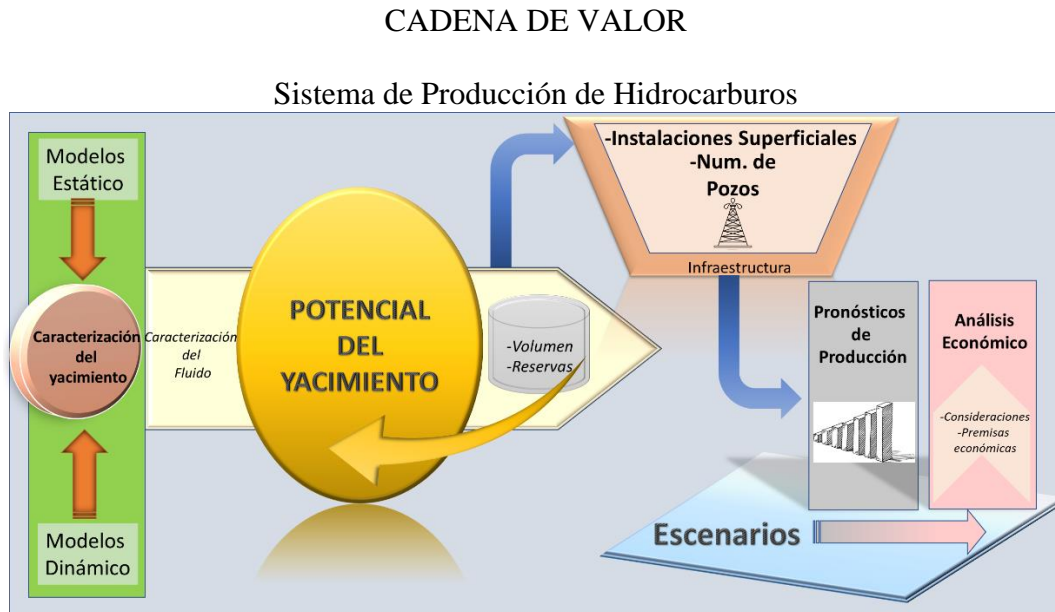 CADENA DE VALOR
Sistema de Producción de Hidrocarburos
Modelos
Estático
Caracterización
del
yacimiento
Modelos
Dinámico
Caracterización
del
Fluido
POTENCIAL
DEL
YACIMIENTO
-Volumen
-Reservas
-Instalaciones Superficiales
-Num. de
Pozos
Infraestructura
Pronósticos
de
Producción
Análisis
Económico
-Consideraciones
-Premisas
económicas
Escenarios